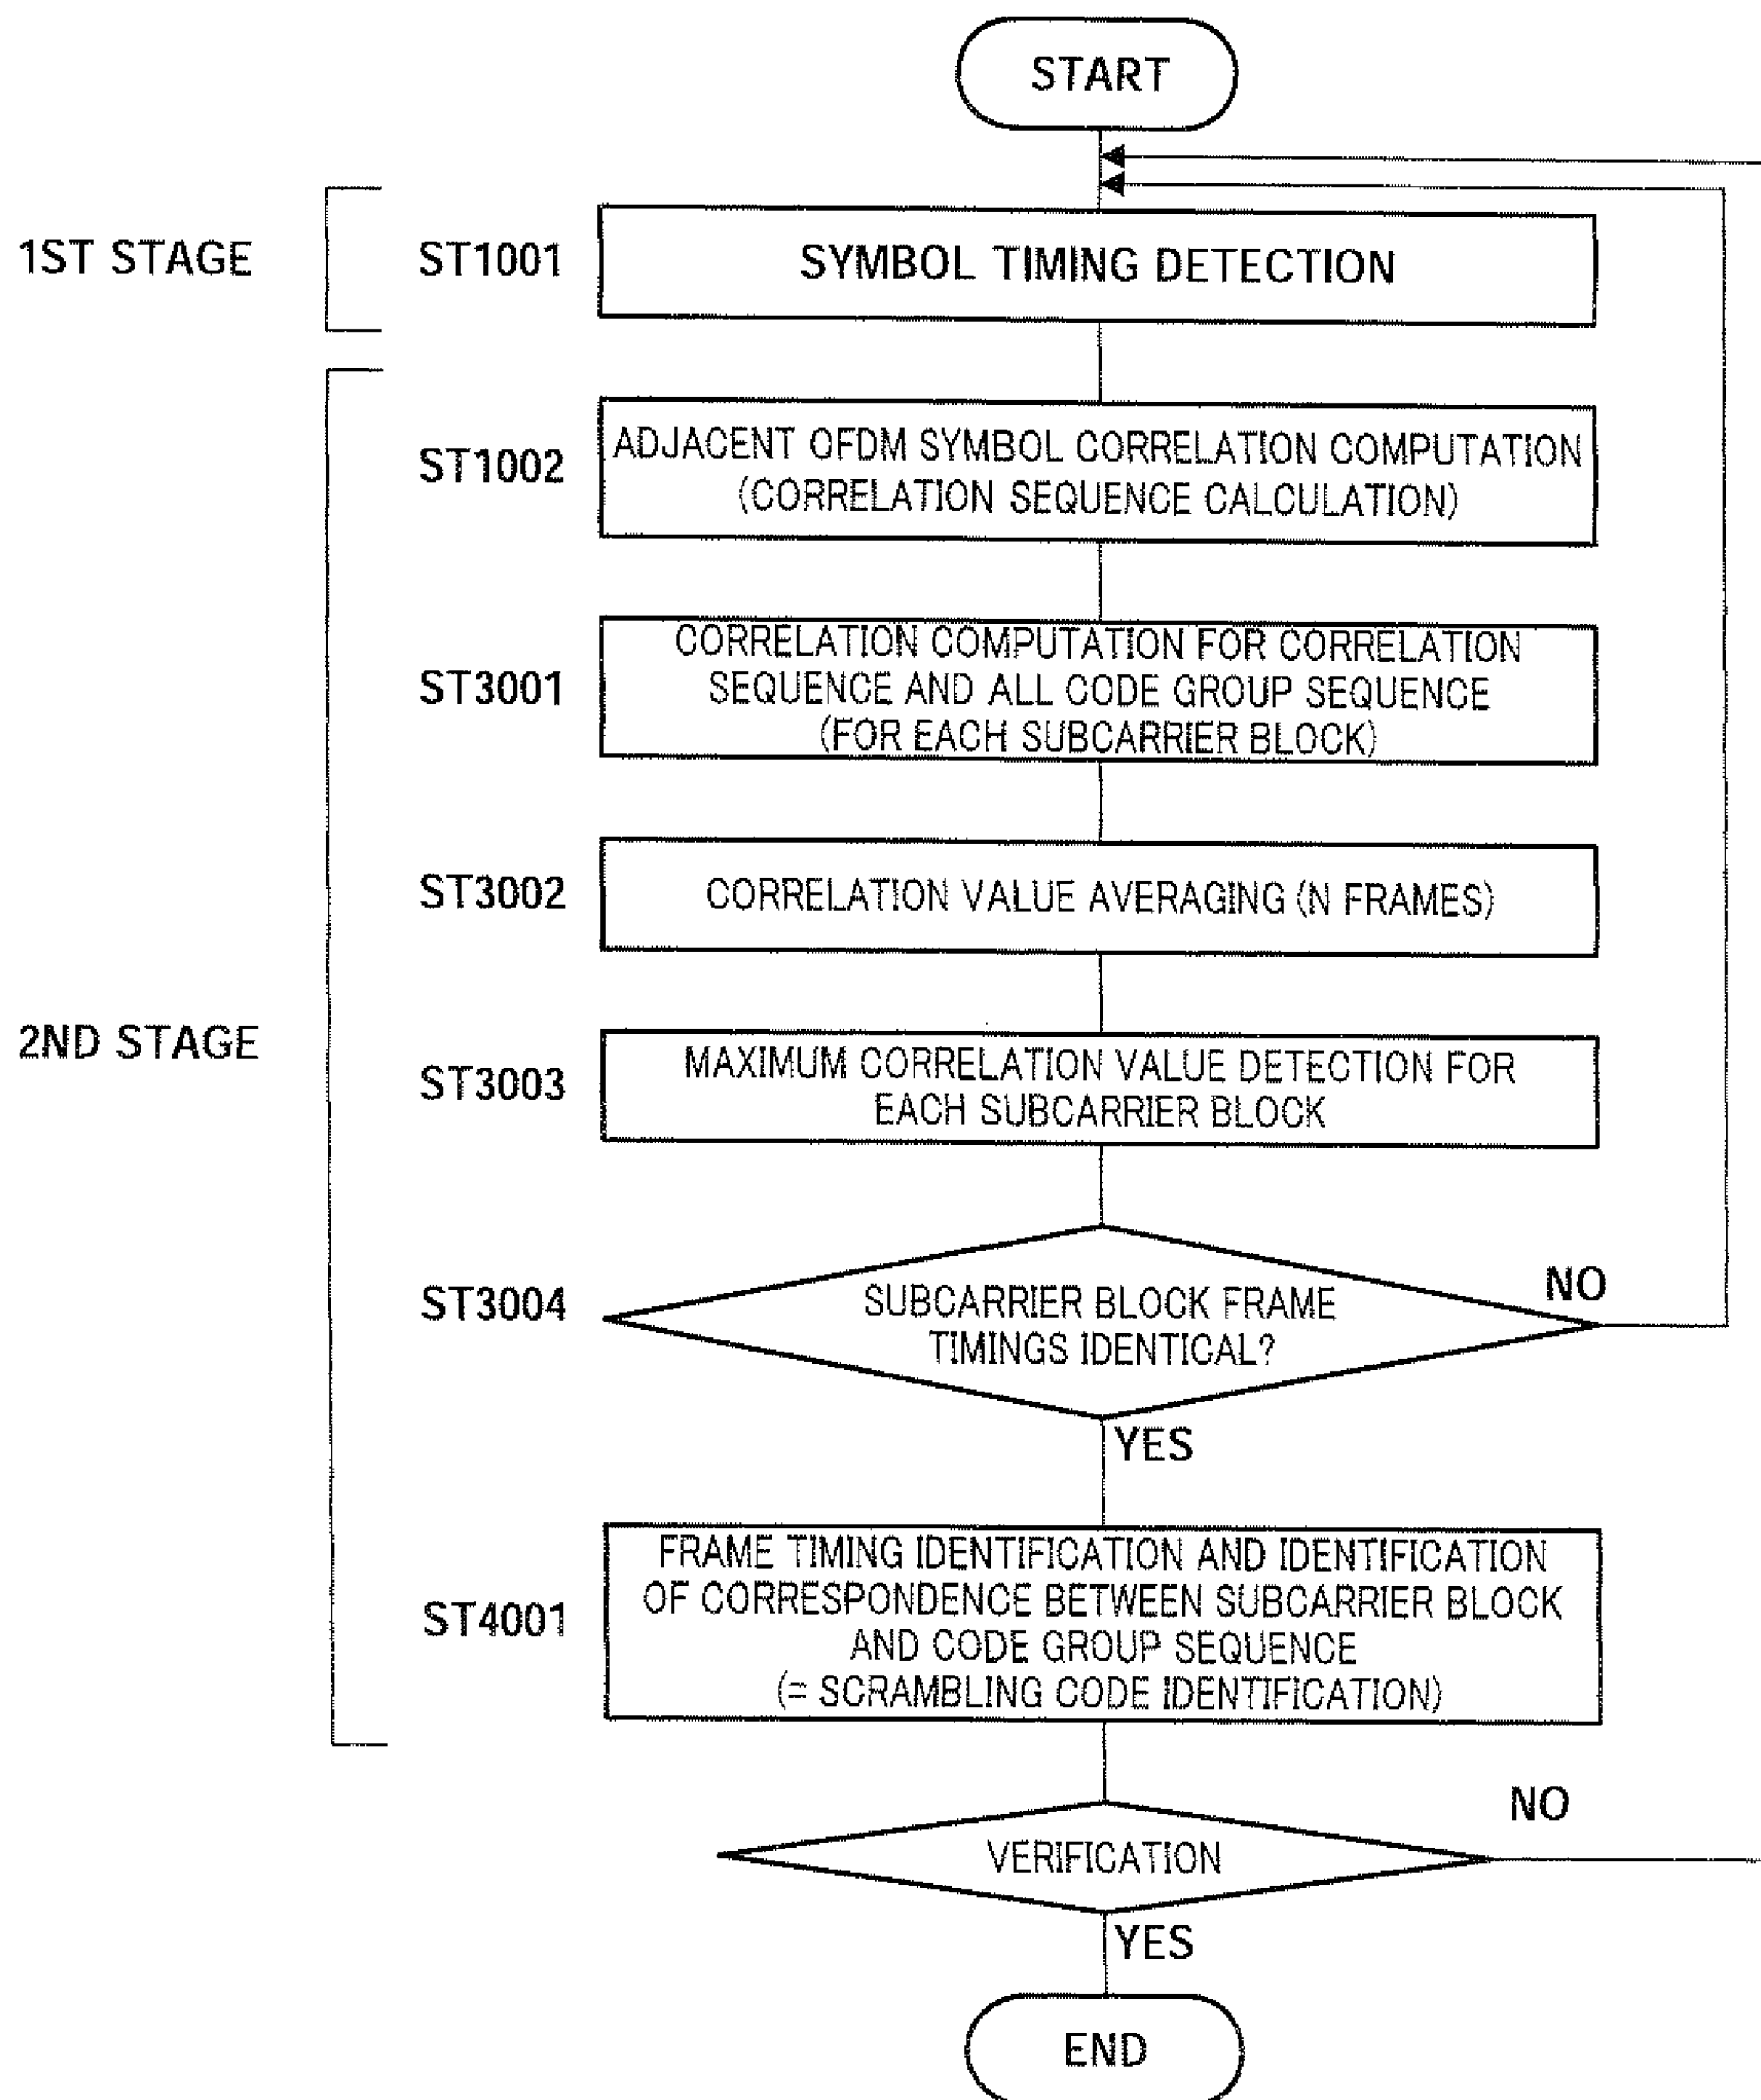 START
1ST STAGE
ST1001
SYMBOL TIMING DETECTION
ST1002
ADJACENT OFDM SYMBOL CORRELATION COMPUTATION
(CORRELATION SEQUENCE CALCULATION)
ST3001
CORRELATION COMPUTATION FOR CORRELATION
SEQUENCE AND ALL CODE GROUP SEQUENCE
(FOR EACH SUBCARRIER BLOCK)
ST3002
CORRELATION VALUE AVERAGING (N FRAMES)
2ND STAGE
ST3003
MAXIMUM CORRELATION VALUE DETECTION FOR
EACH SUBCARRIER BLOCK
ST3004
SUBCARRIER BLOCK FRAME
TIMINGS IDENTICAL?
NO
YES
ST4001
FRAME TIMING IDENTIFICATION AND IDENTIFICATION
OF CORRESPONDENCE BETWEEN SUBCARRIER BLOCK
AND CODE GROUP SEQUENCE
(= SCRAMBLING CODE IDENTIFICATION)
VERIFICATION
NO
YES
END